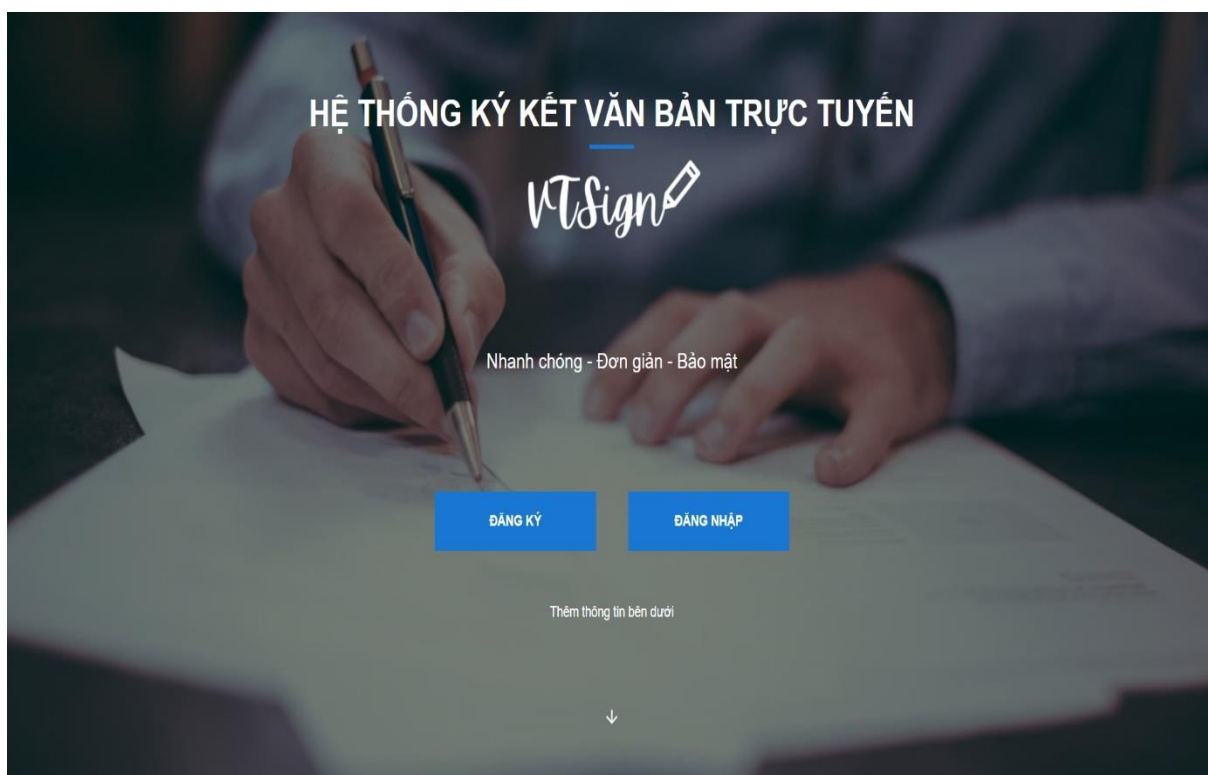 HỆ THỐNG KÝ KẾT VĂN BẢN TRỰC TUYẾN
VTSign
Nhanh chóng - Đơn giản - Bảo mật
ĐĂNG KÝ ĐĂNG NHẬP
Thêm thông tin bên dưới